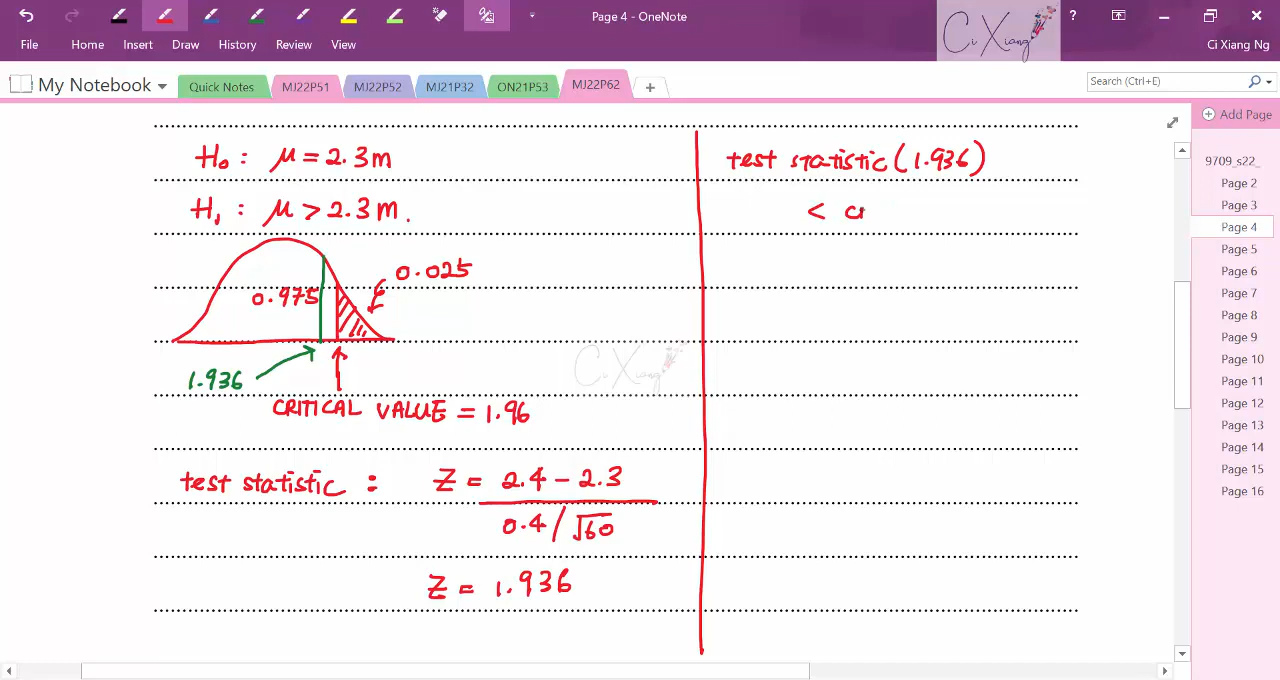 Page 4 - OneNote
Ci Xiang
?
File Home Insert Draw History Review View
Ci Xiang Ng
My Notebook
Quick Notes MJ22P51 MJ22P52 MJ21P32 ON21P53 MJ22P62
Search (Ctrl+E)
Add Page
9709_s22_
Page 2
Page 3
Page 4
Page 5
Page 6
Page 7
Page 8
Page 9
Page 10
Page 11
Page 12
Page 13
Page 14
Page 15
Page 16
H₀ : μ = 2.3 m
H₁ : μ > 2.3 m.
0.025
0.975
1.936
CRITICAL VALUE = 1.96
test statistic : Z = 2.4 - 2.3
0.4 / √60
Z = 1.936
test statistic (1.936)
<
Ci Xiang